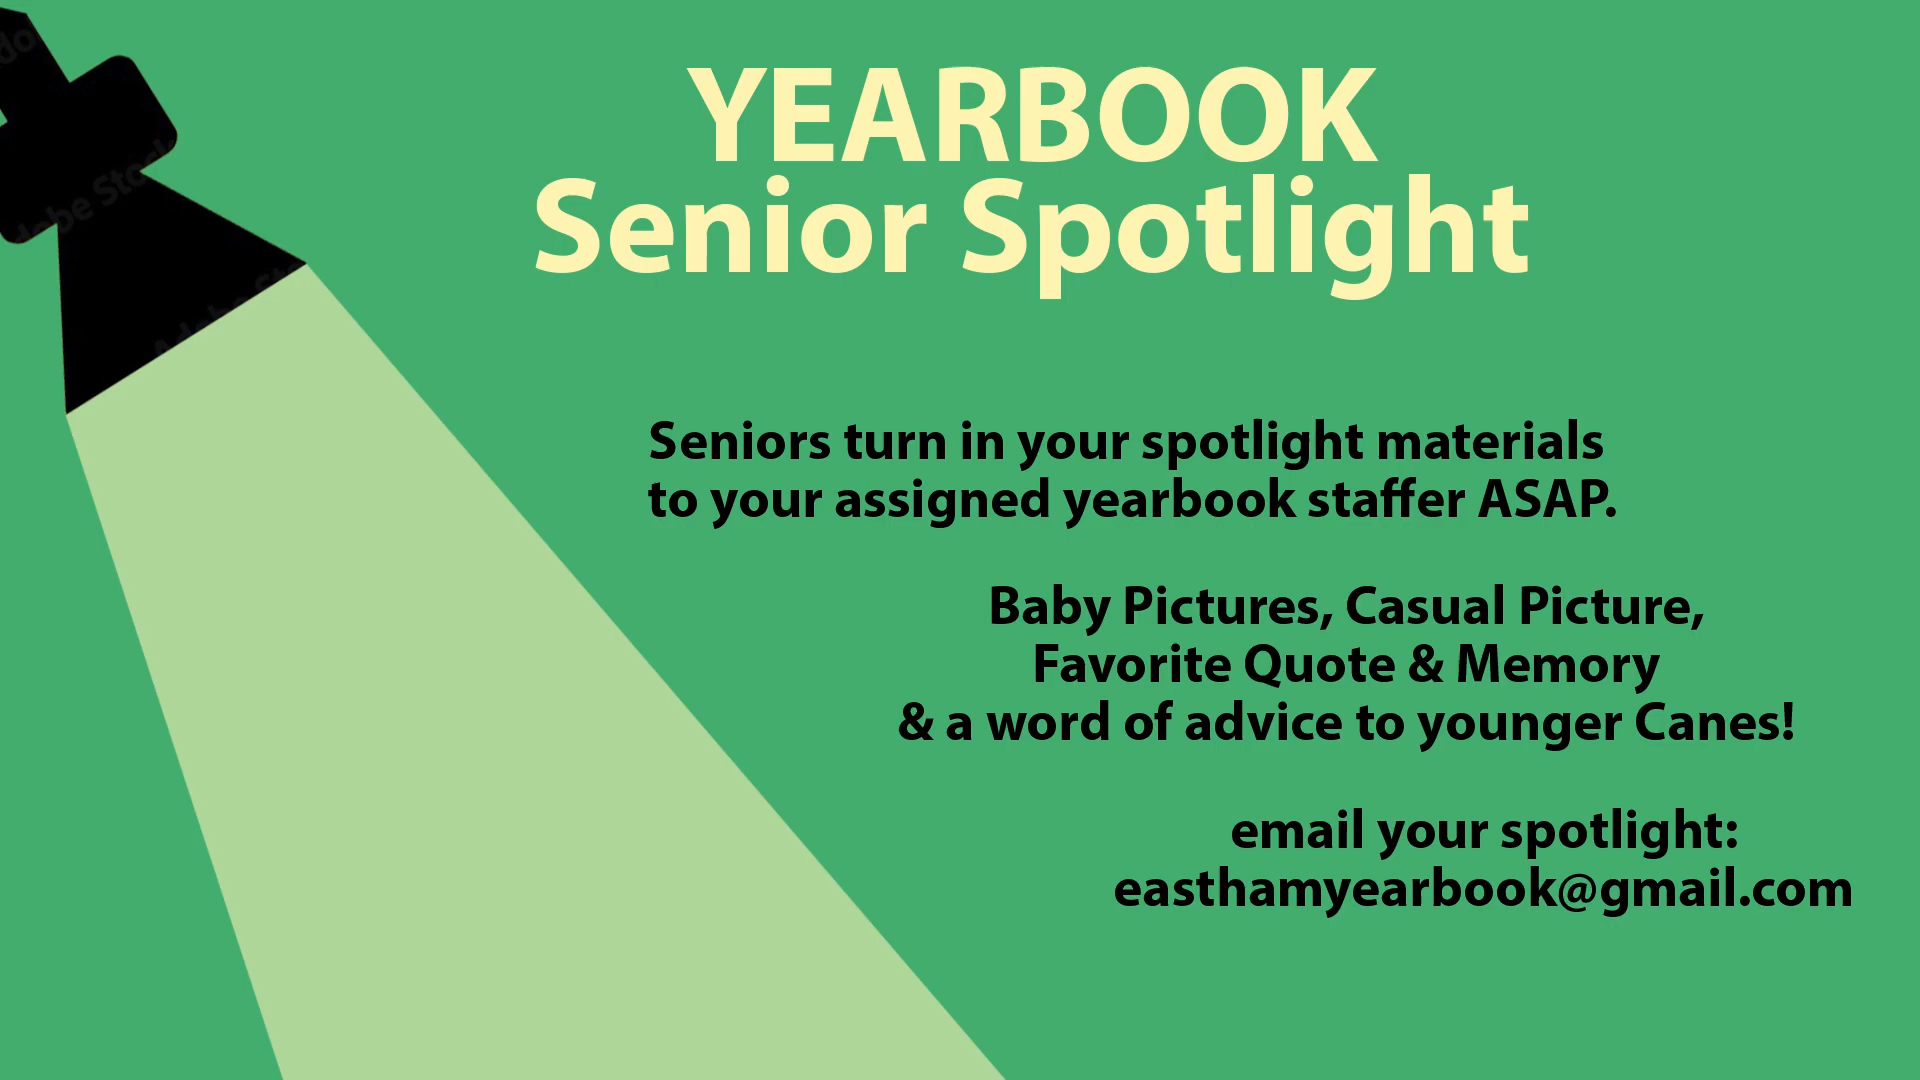 YEARBOOK
Senior Spotlight
Seniors turn in your spotlight materials
to your assigned yearbook staffer ASAP.
Baby Pictures, Casual Picture,
Favorite Quote & Memory
& a word of advice to younger Canes!
email your spotlight:
easthamyearbook@gmail.com